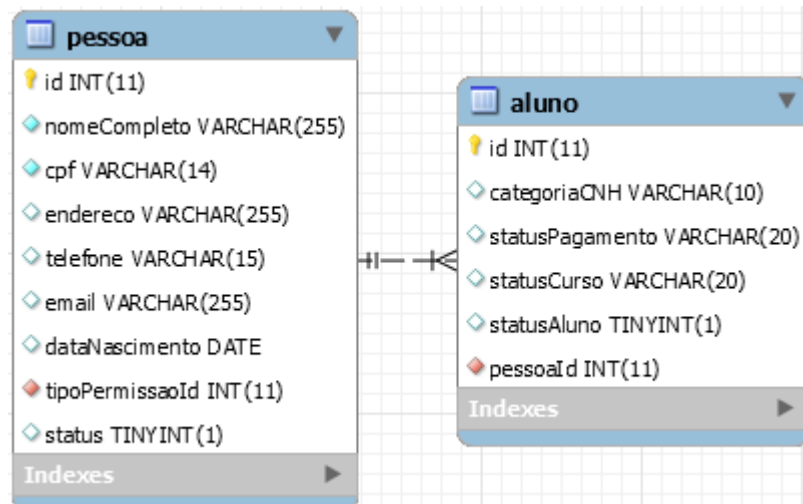 pessoa
id INT(11)
nomeCompleto VARCHAR(255)
cpf VARCHAR(14)
endereco VARCHAR(255)
telefone VARCHAR(15)
email VARCHAR(255)
dataNascimento DATE
tipoPermissaoId INT(11)
status TINYINT(1)
Indexes
aluno
id INT(11)
categoriaCNH VARCHAR(10)
statusPagamento VARCHAR(20)
statusCurso VARCHAR(20)
statusAluno TINYINT(1)
pessoaId INT(11)
Indexes